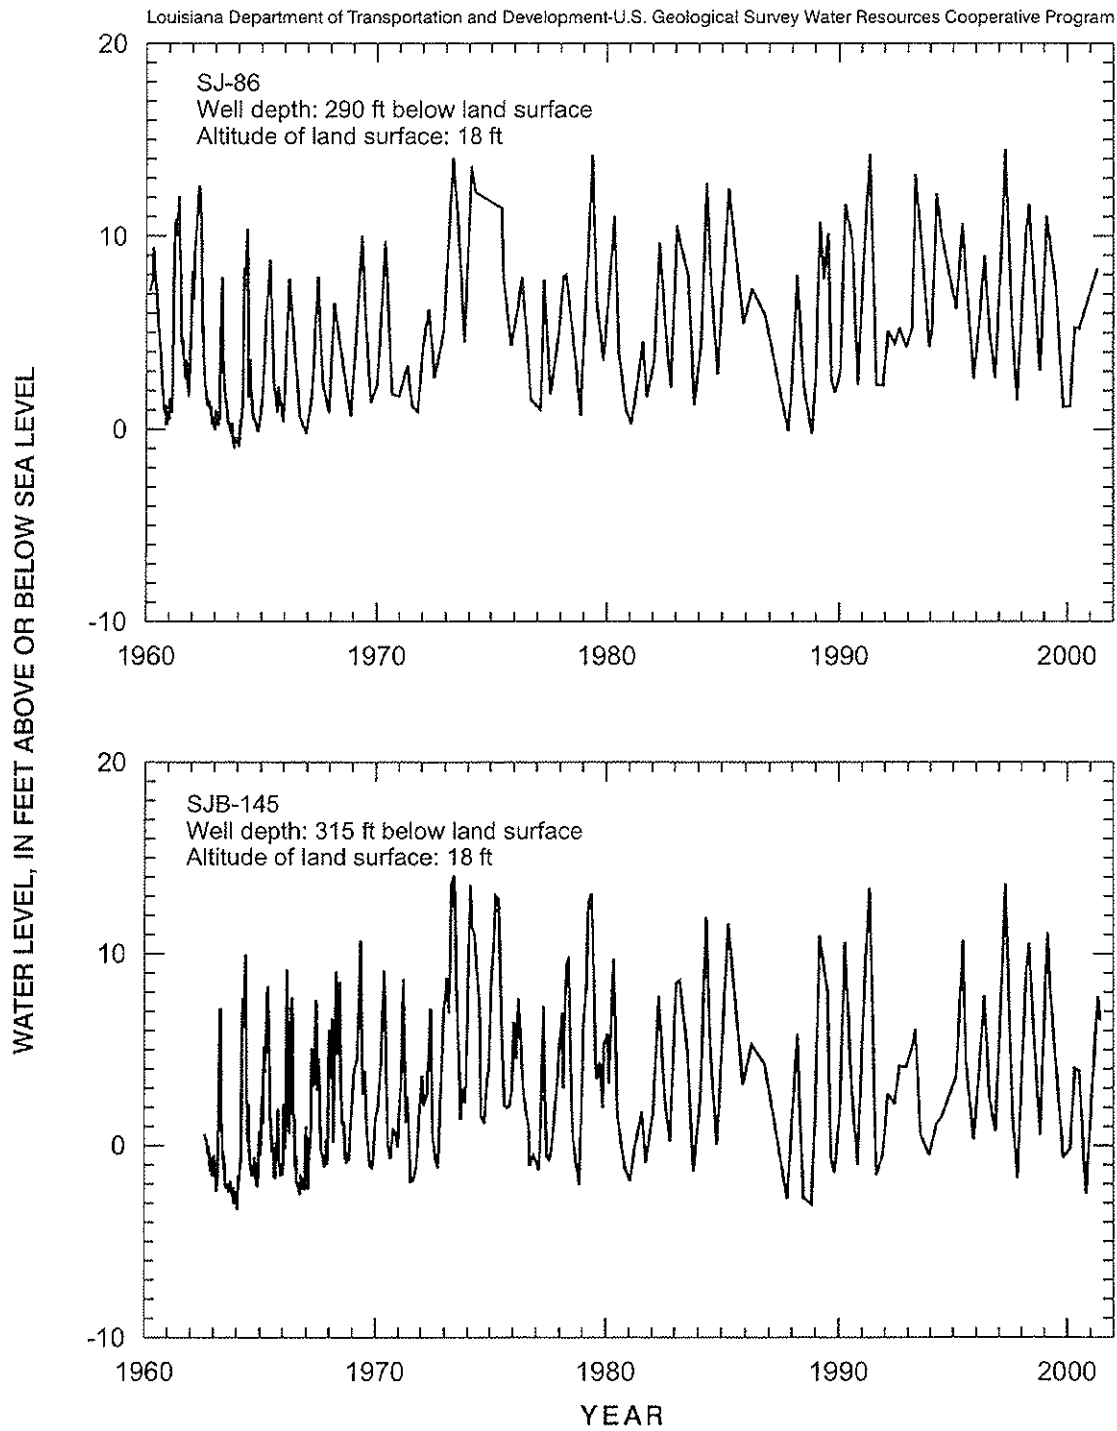 Louisiana Department of Transportation and Development-U.S. Geological Survey Water Resources Cooperative Program
WATER LEVEL, IN FEET ABOVE OR BELOW SEA LEVEL
20
SJ-86
Well depth: 290 ft below land surface
Altitude of land surface: 18 ft
10
0
-10
1960 1970 1980 1990 2000
20
SJB-145
Well depth: 315 ft below land surface
Altitude of land surface: 18 ft
10
0
-10
1960 1970 1980 1990 2000
YEAR